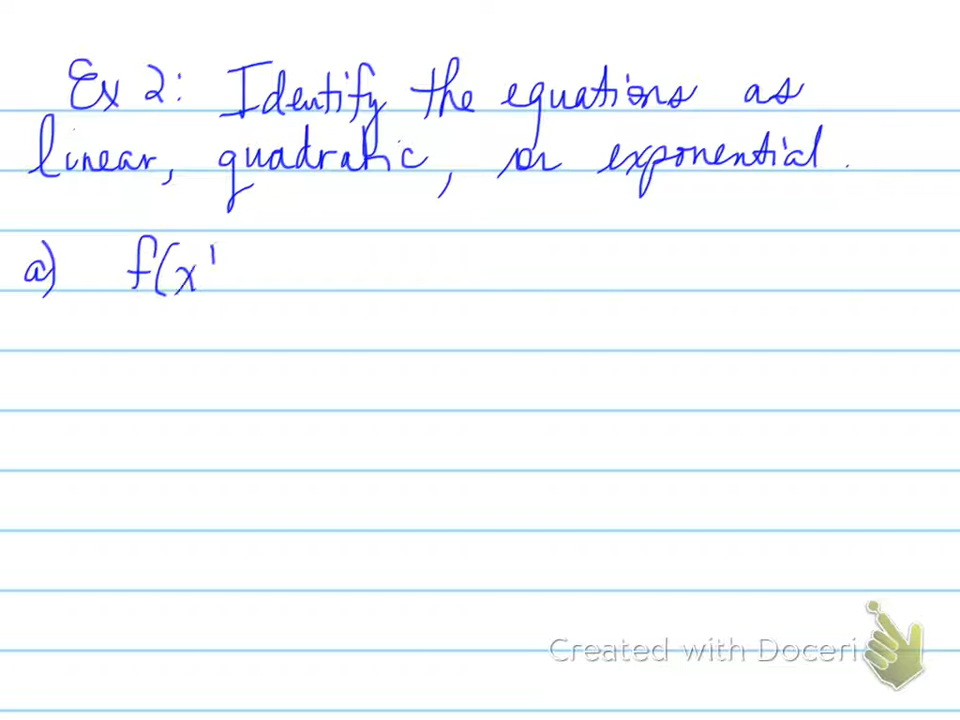 Ex 2: Identify the equations as
linear, quadratic, or exponential.
a) f(x'
Created with Doceri